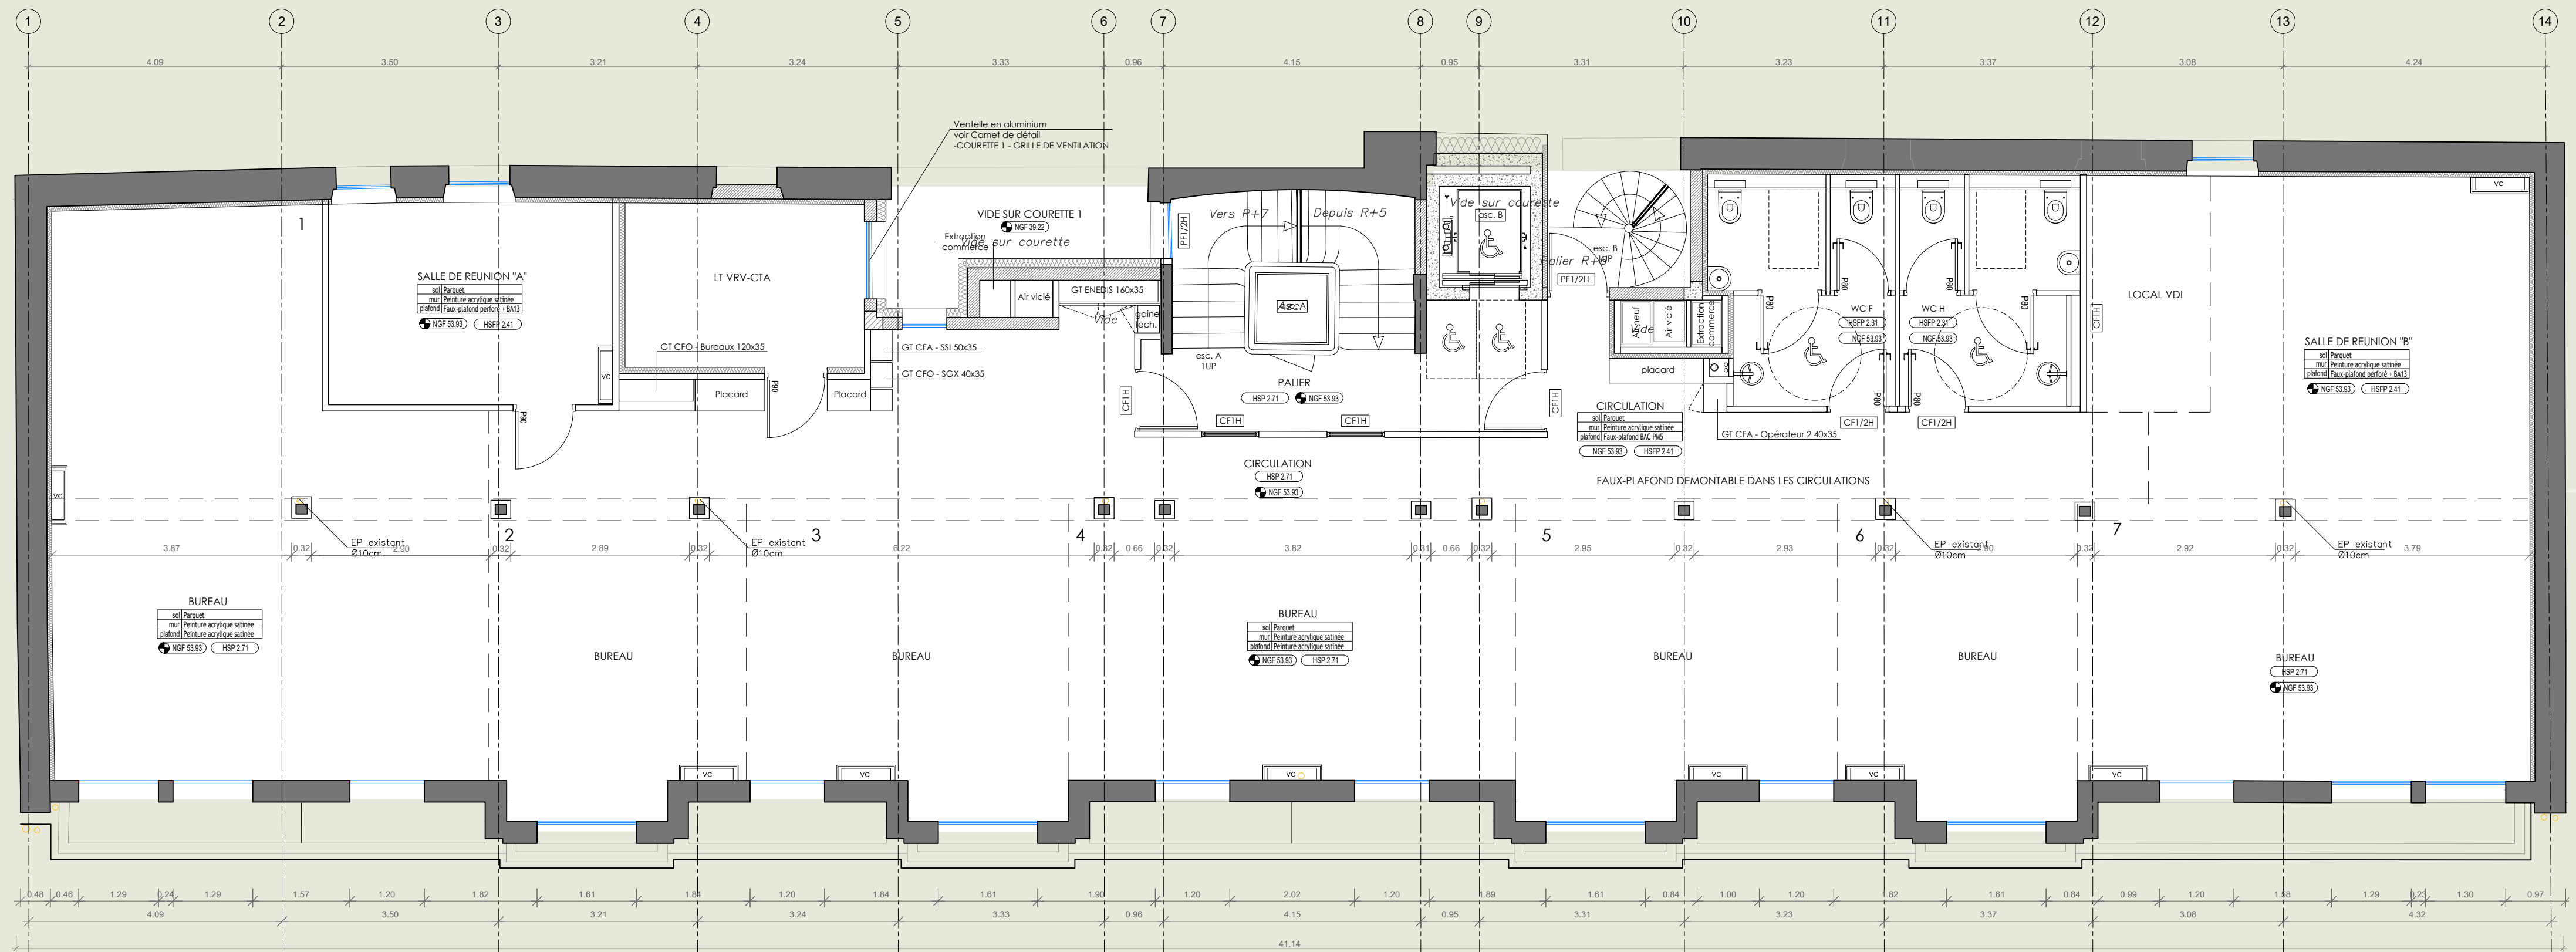 1 2 3 4 5 6 7 8 9 10 11 12 13 14
4.09 3.50 3.21 3.24 3.33 0.96 4.15 0.95 3.31 3.23 3.37 3.08 4.24
Ventelle en aluminium
voir Carnet de détail
-COURETTE 1 - GRILLE DE VENTILATION
1
SALLE DE REUNION "A"
sol Parquet
mur Peinture acrylique satinée
plafond Faux-plafond perforé + BA13
NGF 53.93 HSFP 2.41
VC
P90
LT VRV-CTA
GT CFO - Bureaux 120x35
Placard
P90
Placard
GT CFA - SSI 50x35
GT CFO - SGX 40x35
VIDE SUR COURETTE 1
NGF 39.22
Vide sur courette
Extraction
commerce
Air vicié
GT ENEDIS 160x35
Vide
gaine
tech.
PF1/2H
Vers R+7
Depuis R+5
Asc. A
esc. A
1UP
PALIER
HSP 2.71 NGF 53.93
CF1H
CF1H
CF1H
CF1H
Vide sur courette
asc. B
esc. B
1UP
Palier R+6
PF1/2H
Air neuf
Air vicié
Extraction
commerce
Vide
placard
CIRCULATION
sol Parquet
mur Peinture acrylique satinée
plafond Faux-plafond BAC PM5
NGF 53.93 HSFP 2.41
GT CFA - Opérateur 2 40x35
P80
P80
P80
WC F
HSFP 2.31
NGF 53.93
WC H
HSFP 2.31
NGF 53.93
P80
P80
P80
CF1/2H
CF1/2H
CF1H
LOCAL VDI
VC
SALLE DE REUNION "B"
sol Parquet
mur Peinture acrylique satinée
plafond Faux-plafond perforé + BA13
NGF 53.93 HSFP 2.41
VC
CIRCULATION
HSP 2.71
NGF 53.93
FAUX-PLAFOND DEMONTABLE DANS LES CIRCULATIONS
2 3 4 5 6 7
EP existant
Ø10cm
EP existant
Ø10cm
EP existant
Ø10cm
EP existant
Ø10cm
3.87 0.32 2.90 0.32 2.89 0.32 6.22 0.32 0.66 0.32 3.82 0.31 0.66 0.32 2.95 0.32 2.93 0.32 2.90 0.32 2.92 0.32 3.79
BUREAU
sol Parquet
mur Peinture acrylique satinée
plafond Peinture acrylique satinée
NGF 53.93 HSP 2.71
BUREAU
BUREAU
BUREAU
sol Parquet
mur Peinture acrylique satinée
plafond Peinture acrylique satinée
NGF 53.93 HSP 2.71
BUREAU
BUREAU
BUREAU
HSP 2.71
NGF 53.93
VC VC VC VC VC VC
0.48 0.46 1.29 0.24 1.29 1.57 1.20 1.82 1.61 1.84 1.20 1.84 1.61 1.90 1.20 2.02 1.20 1.89 1.61 0.84 1.00 1.20 1.82 1.61 0.84 0.99 1.20 1.58 1.29 0.23 1.30 0.97
4.09 3.50 3.21 3.24 3.33 0.96 4.15 0.95 3.31 3.23 3.37 3.08 4.32
41.14